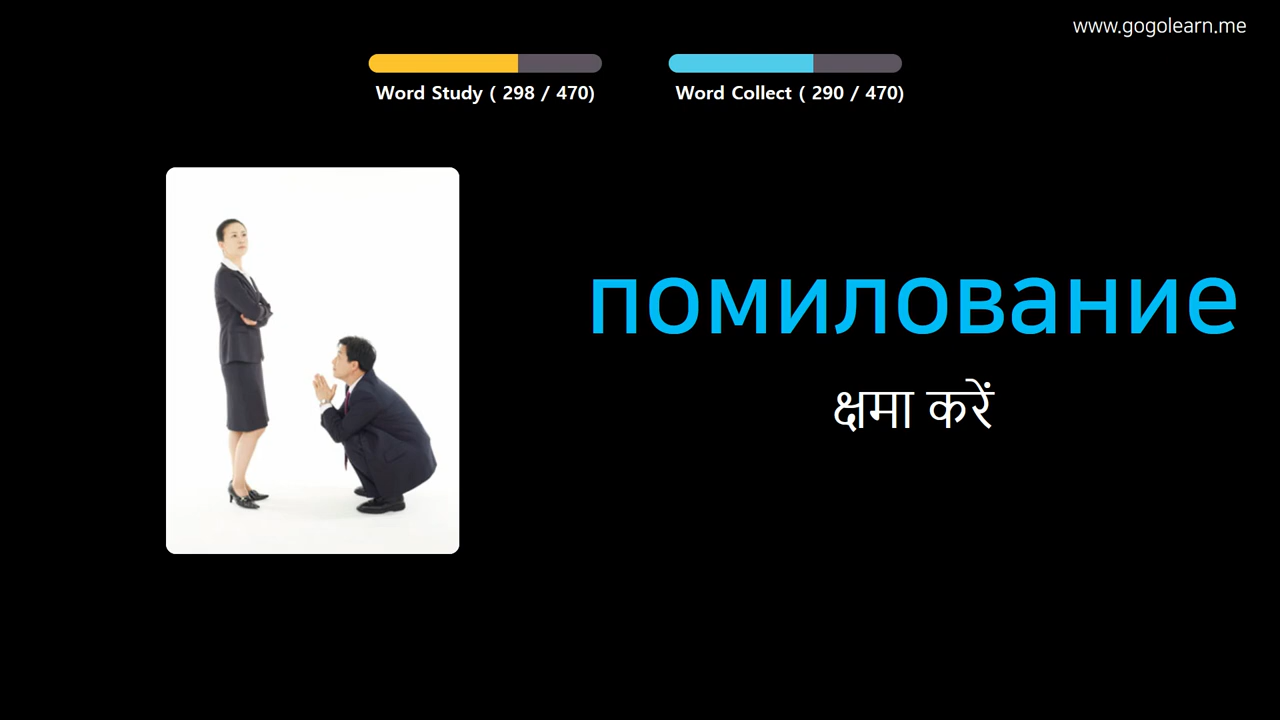 www.gogolearn.me
Word Study ( 298 / 470)
Word Collect ( 290 / 470)
помилование
क्षमा करें